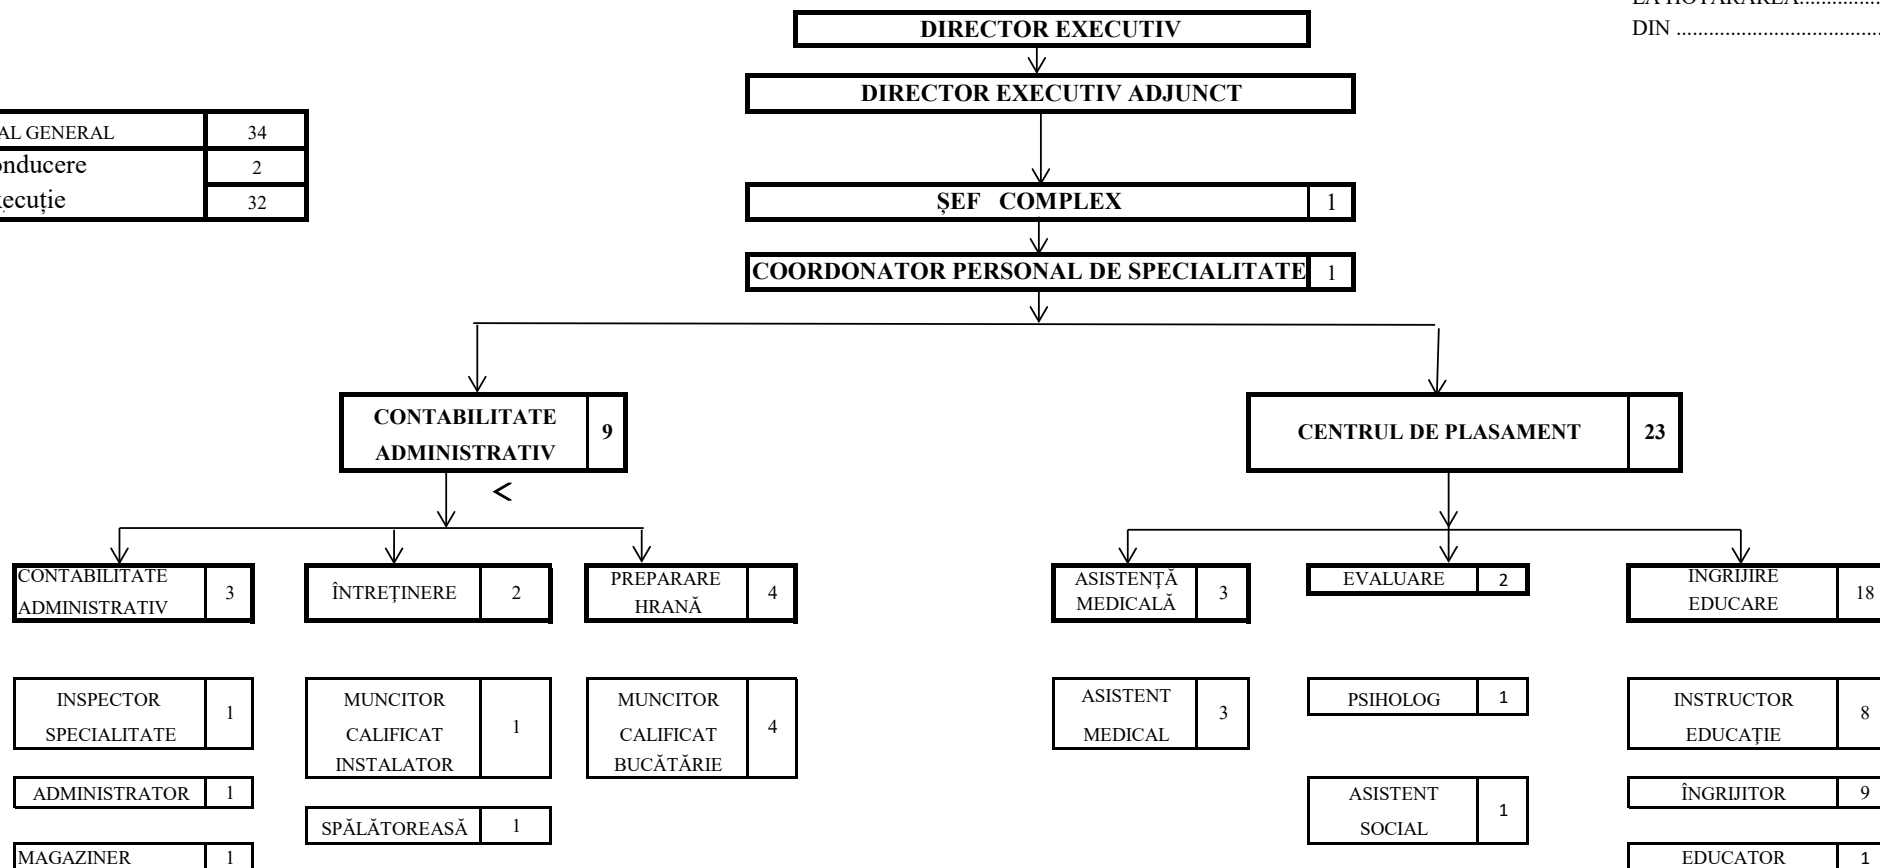 DIRECTOR EXECUTIV
DIN ....................................
DIRECTOR EXECUTIV ADJUNCT
AL GENERAL 34
onducere 2
ecuție 32
ȘEF COMPLEX 1
COORDONATOR PERSONAL DE SPECIALITATE 1
CONTABILITATE
ADMINISTRATIV
9
CENTRUL DE PLASAMENT 23
<
CONTABILITATE
ADMINISTRATIV
3
ÎNTREȚINERE 2
PREPARARE
HRANĂ
4
ASISTENȚĂ
MEDICALĂ
3
EVALUARE 2
INGRIJIRE
EDUCARE
18
INSPECTOR
SPECIALITATE
1
MUNCITOR
CALIFICAT
INSTALATOR
1
MUNCITOR
CALIFICAT
BUCĂTĂRIE
4
ASISTENT
MEDICAL
3
PSIHOLOG 1
INSTRUCTOR
EDUCAȚIE
8
ADMINISTRATOR 1
SPĂLĂTOREASĂ 1
ASISTENT
SOCIAL
1
ÎNGRIJITOR 9
MAGAZINER 1
EDUCATOR 1